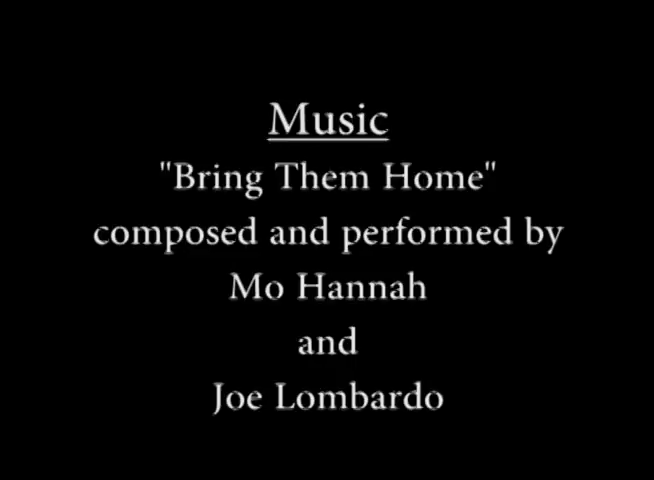 Music
"Bring Them Home"
composed and performed by
Mo Hannah
and
Joe Lombardo